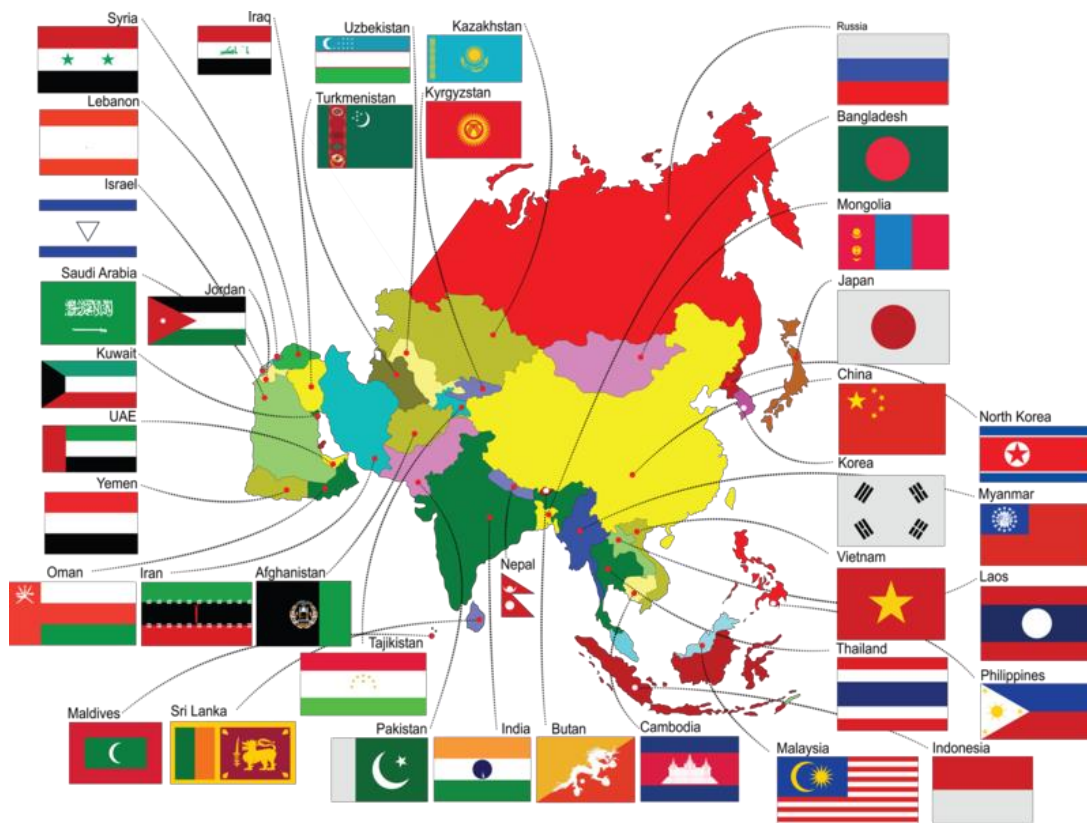 Syria
Iraq
Uzbekistan
Kazakhstan
Russia
Lebanon
Turkmenistan
Kyrgyzstan
Bangladesh
Israel
Mongolia
Saudi Arabia
Jordan
Japan
Kuwait
China
UAE
North Korea
Korea
Yemen
Myanmar
Vietnam
Oman
Iran
Afghanistan
Nepal
Laos
Tajikistan
Thailand
Philippines
Maldives
Sri Lanka
Pakistan
India
Butan
Cambodia
Malaysia
Indonesia